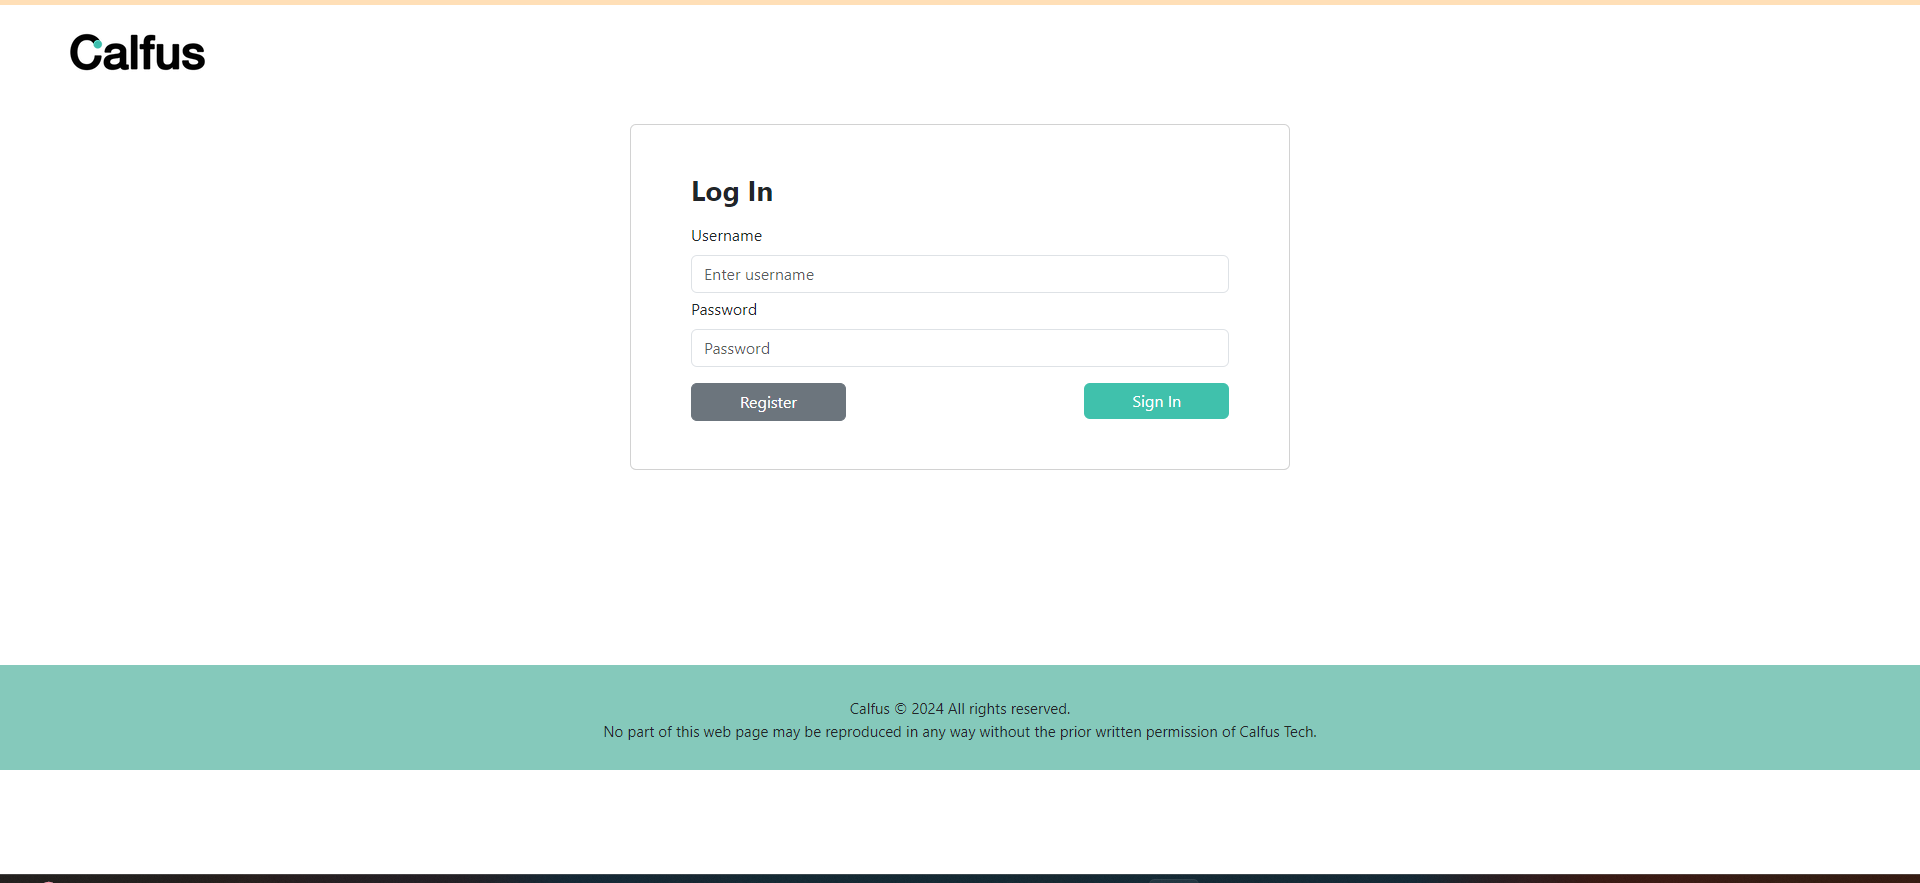 Calfus
Log In
Username
Enter username
Password
Password
Register
Sign In
Calfus © 2024 All rights reserved.
No part of this web page may be reproduced in any way without the prior written permission of Calfus Tech.